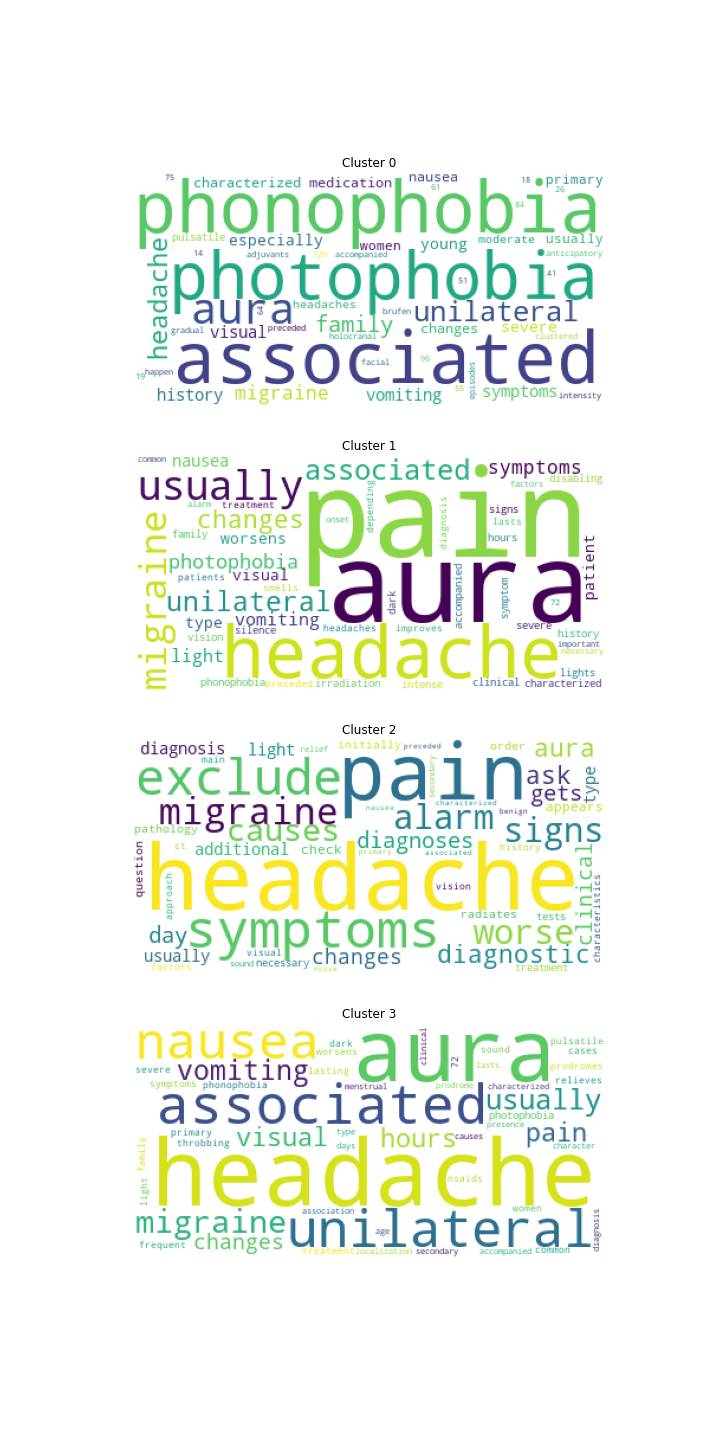 Cluster 0
75 characterized medication nausea 61 18 primary 26
phonophobia 84
pulsatile especially women young moderate usually
headache 14 adjuvants 72h accompanied anticipatory
photophobia 51 41
aura 64 headaches brufen unilateral
gradual visual preceded family changes severe
holocranal clustered
associated facial 96
19 happen episodes
history migraine vomiting 55 symptoms intensity
Cluster 1
common nausea associated symptoms
usually factors disabling
alarm treatment pain depending signs
changes onset diagnosis lasts
migraine family worsens hours
photophobia aura patient
patients visual smells accompanied symptom
unilateral dark 72
type vomiting severe
vision silence headaches improves history
light headache important necessary
lights
phonophobia preceded irradiation intense clinical characterized
Cluster 2
diagnosis light relief initially preceded order aura
main pain secondary
exclude ask type
gets
migraine nausea characterized benign appears
pathology causes alarm signs
ct additional check diagnoses history
question primary associated
headache vision clinical
approach characteristics
symptoms radiates tests
day worse
usually visual changes diagnostic
factors sound necessary noise treatment
Cluster 3
nausea dark aura clinical sound pulsatile
worsens 72 lasts cases
severe vomiting lasting prodromes
symptoms phonophobia menstrual prodrome characterized relieves
associated usually
photophobia
primary visual type hours presence pain
throbbing days causes character
family headache nsaids
light
association women
migraine unilateral age diagnosis
frequent changes treatment localization secondary accompanied common